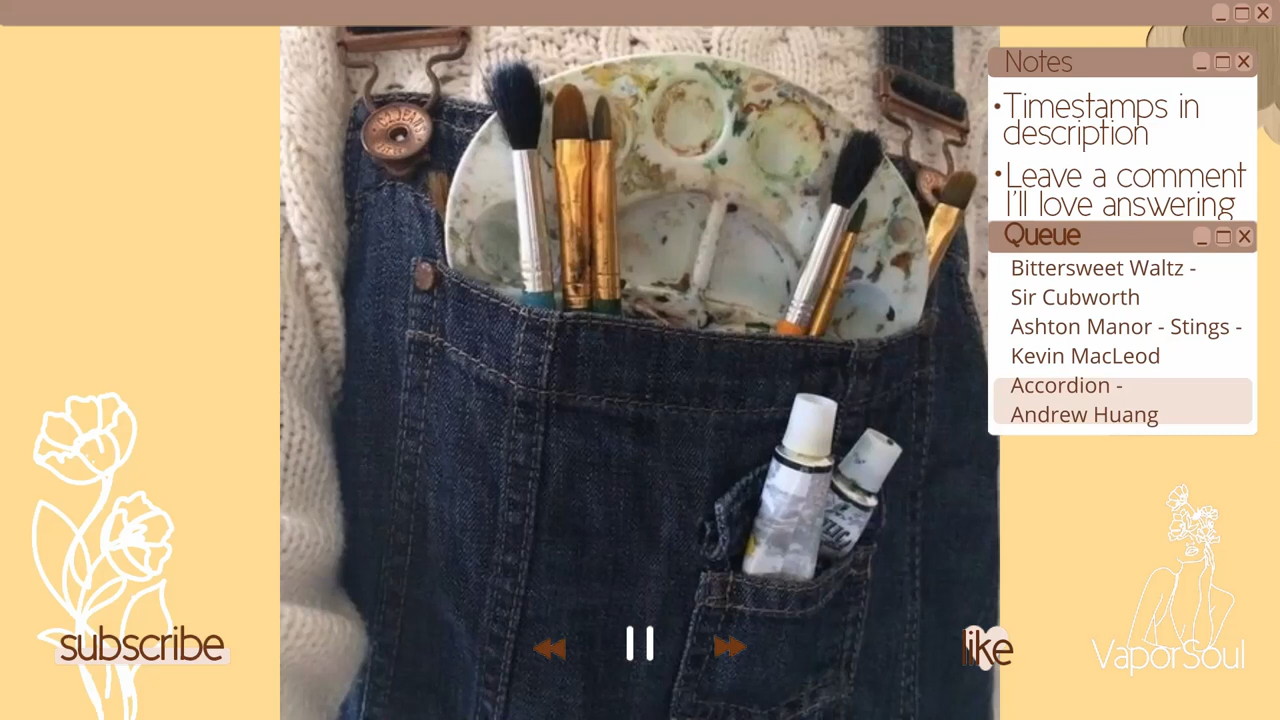 Notes
•Timestamps in
description
•Leave a comment
I'll love answering
Queue
Bittersweet Waltz -
Sir Cubworth
Ashton Manor - Stings -
Kevin MacLeod
Accordion -
Andrew Huang
subscribe
like
VaporSoul